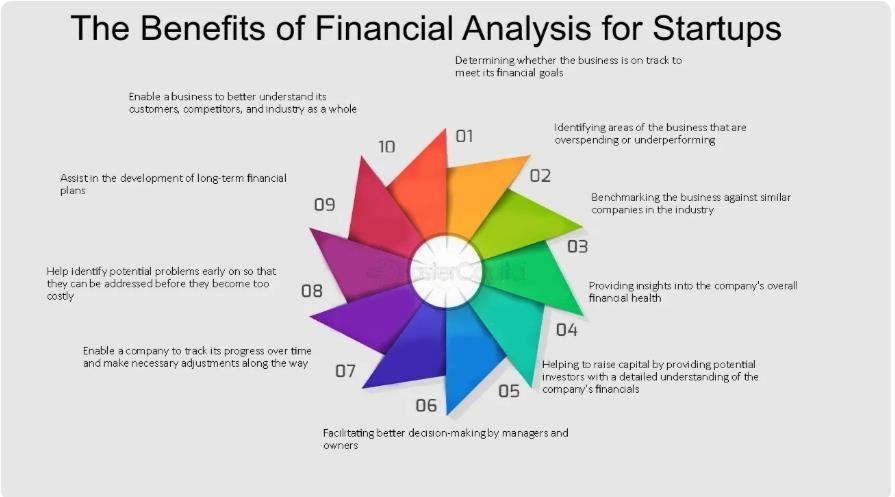 The Benefits of Financial Analysis for Startups
Determining whether the business is on track to
meet its financial goals
01
Identifying areas of the business that are
overspending or underperforming
02
Benchmarking the business against similar
companies in the industry
03
Providing insights into the company's overall
financial health
04
Helping to raise capital by providing potential
investors with a detailed understanding of the
company's financials
05
Facilitating better decision-making by managers and
owners
06
Enable a company to track its progress over time
and make necessary adjustments along the way
07
Help identify potential problems early on so that
they can be addressed before they become too
costly
08
Assist in the development of long-term financial
plans
09
Enable a business to better understand its
customers, competitors, and industry as a whole
10